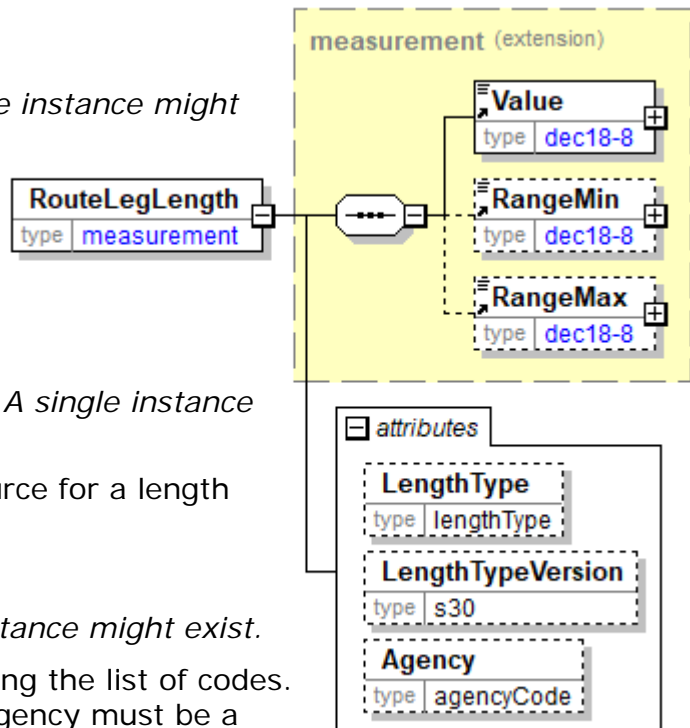 measurement (extension)
e instance might
Value
type dec18-8
RouteLegLength
type measurement
RangeMin
type dec18-8
RangeMax
type dec18-8
A single instance
attributes
urce for a length
LengthType
type lengthType
LengthTypeVersion
type s30
stance might exist.
Agency
type agencyCode
ing the list of codes.
gency must be a